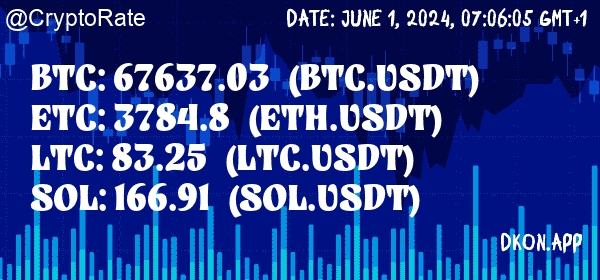 @CryptoRate
DATE: JUNE 1, 2024, 07:06:05 GMT+1
BTC: 67637.03 (BTC.USDT)
ETC: 3784.8 (ETH.USDT)
LTC: 83.25 (LTC.USDT)
SOL: 166.91 (SOL.USDT)
DKON.APP